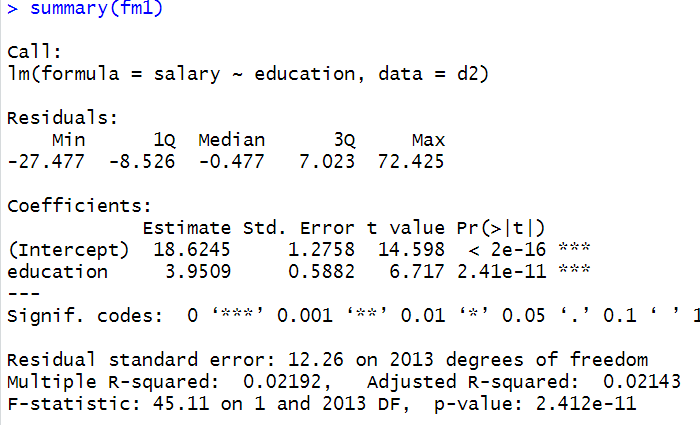 > summary(fm1)
Call:
lm(formula = salary ~ education, data = d2)
Residuals:
    Min      1Q  Median      3Q     Max
-27.477  -8.526  -0.477   7.023  72.425
Coefficients:
            Estimate Std. Error t value Pr(>|t|)
(Intercept)  18.6245     1.2758  14.598  < 2e-16 ***
education     3.9509     0.5882   6.717 2.41e-11 ***
---
Signif. codes:  0 ‘***’ 0.001 ‘**’ 0.01 ‘*’ 0.05 ‘.’ 0.1 ‘ ’ 1
Residual standard error: 12.26 on 2013 degrees of freedom
Multiple R-squared:  0.02192,	Adjusted R-squared:  0.02143
F-statistic: 45.11 on 1 and 2013 DF,  p-value: 2.412e-11